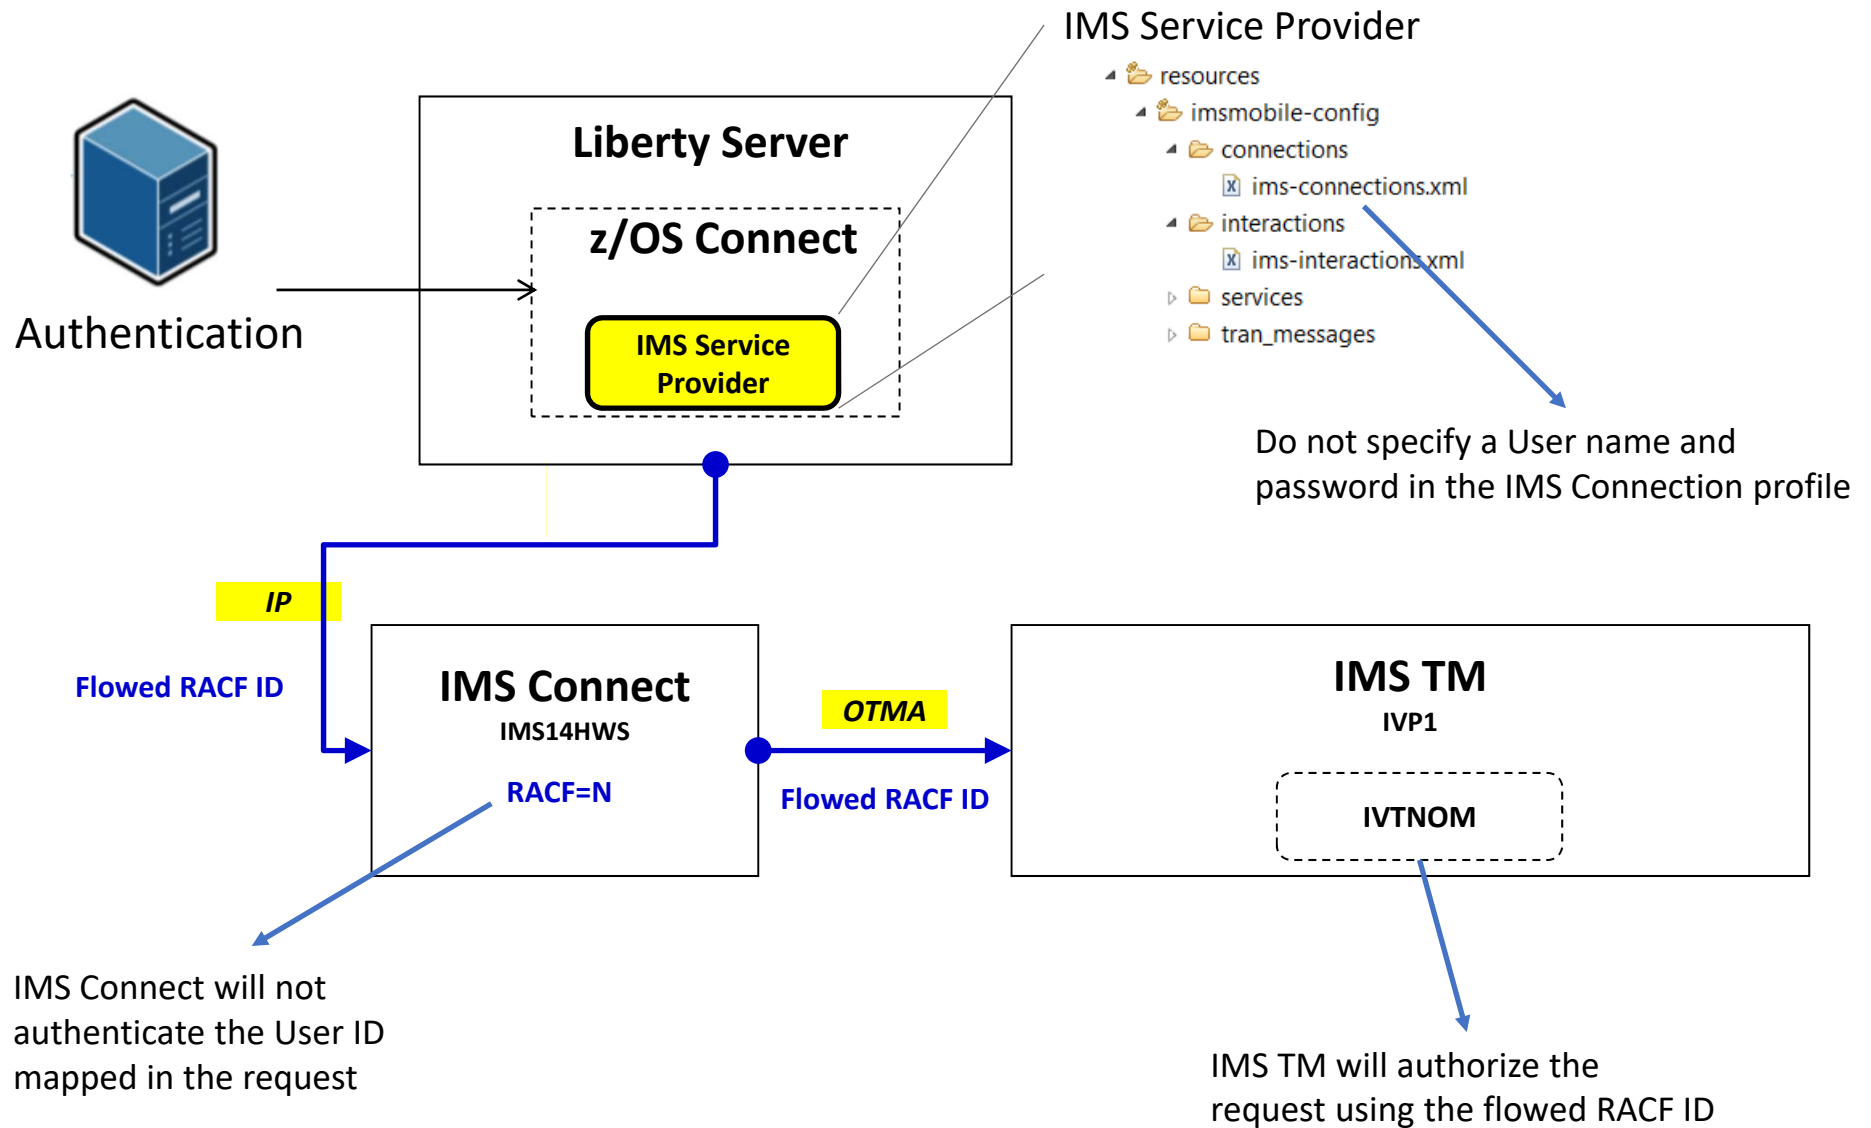 IMS Service Provider
resources
imsmobile-config
connections
ims-connections.xml
interactions
ims-interactions.xml
services
tran_messages
Liberty Server
z/OS Connect
IMS Service
Provider
Authentication
Do not specify a User name and
password in the IMS Connection profile
IP
Flowed RACF ID
IMS Connect
IMS14HWS
RACF=N
OTMA
Flowed RACF ID
IMS TM
IVP1
IVTNOM
IMS Connect will not
authenticate the User ID
mapped in the request
IMS TM will authorize the
request using the flowed RACF ID